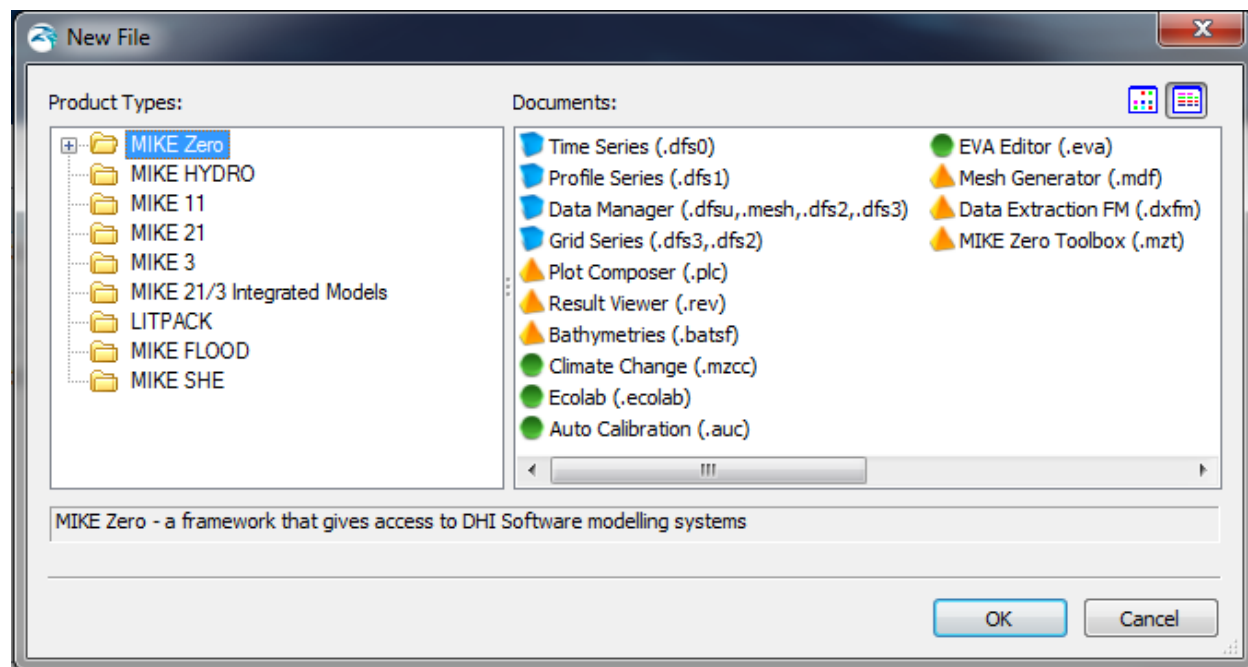 New File
Product Types:
MIKE Zero
MIKE HYDRO
MIKE 11
MIKE 21
MIKE 3
MIKE 21/3 Integrated Models
LITPACK
MIKE FLOOD
MIKE SHE
Documents:
Time Series (.dfs0)
Profile Series (.dfs1)
Data Manager (.dfsu,.mesh,.dfs2,.dfs3)
Grid Series (.dfs3,.dfs2)
Plot Composer (.plc)
Result Viewer (.rev)
Bathymetries (.batsf)
Climate Change (.mzcc)
Ecolab (.ecolab)
Auto Calibration (.auc)
EVA Editor (.eva)
Mesh Generator (.mdf)
Data Extraction FM (.dxfm)
MIKE Zero Toolbox (.mzt)
MIKE Zero - a framework that gives access to DHI Software modelling systems
OK
Cancel